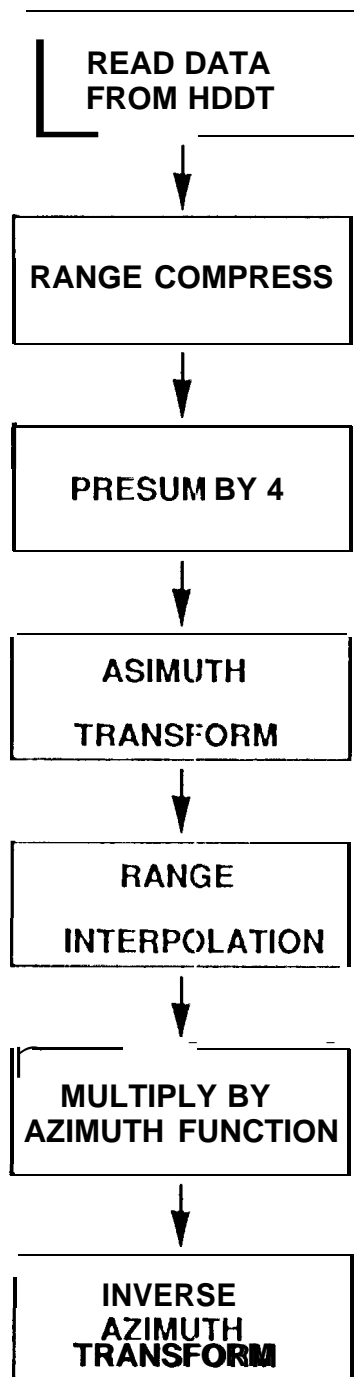 READ DATA
FROM HDDT
RANGE COMPRESS
PRESUM BY 4
ASIMUTH
TRANSFORM
RANGE
INTERPOLATION
MULTIPLY BY
AZIMUTH FUNCTION
INVERSE
AZIMUTH
TRANSFORM